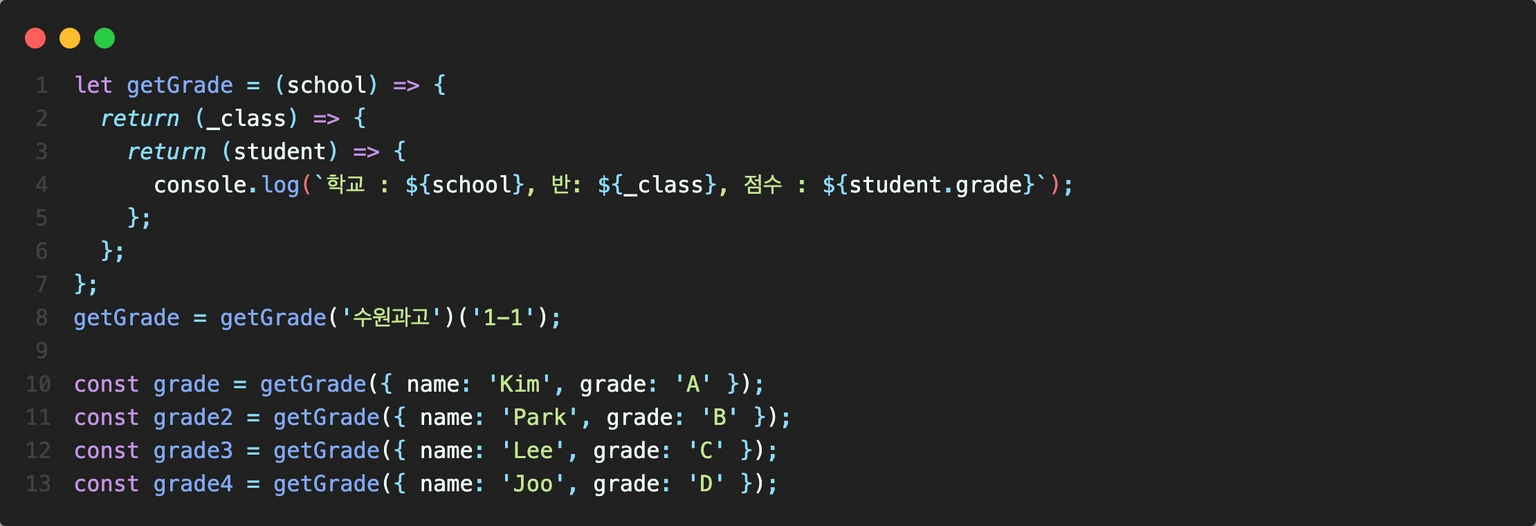 1 let getGrade = (school) => {
2   return (_class) => {
3     return (student) => {
4       console.log(`학교 : ${school}, 반: ${_class}, 점수 : ${student.grade}`);
5     };
6   };
7 };
8 getGrade = getGrade('수원과고')('1-1');
9
10 const grade = getGrade({ name: 'Kim', grade: 'A' });
11 const grade2 = getGrade({ name: 'Park', grade: 'B' });
12 const grade3 = getGrade({ name: 'Lee', grade: 'C' });
13 const grade4 = getGrade({ name: 'Joo', grade: 'D' });